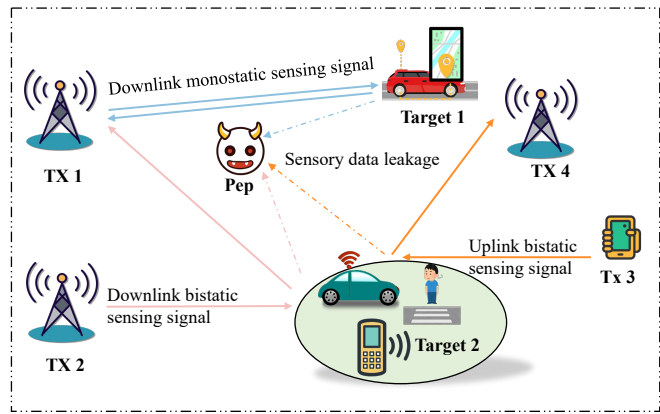 Downlink monostatic sensing signal
Target 1
TX 1
Pep
Sensory data leakage
TX 4
Uplink bistatic
sensing signal
Tx 3
Downlink bistatic
sensing signal
TX 2
Target 2